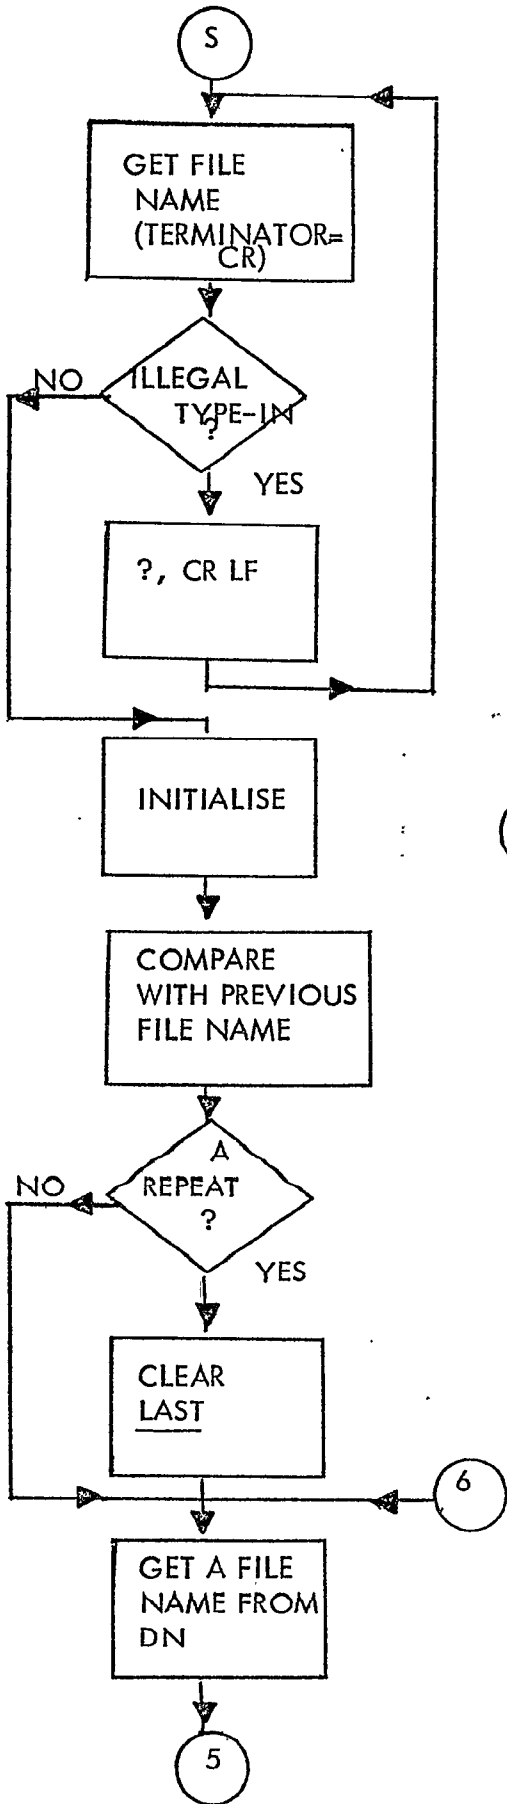 S
GET FILE
NAME
(TERMINATOR=
CR)
NO
ILLEGAL
TYPE-IN
?
YES
?, CR LF
INITIALISE
COMPARE
WITH PREVIOUS
FILE NAME
A
NO
REPEAT
?
YES
CLEAR
LAST
6
GET A FILE
NAME FROM
DN
5